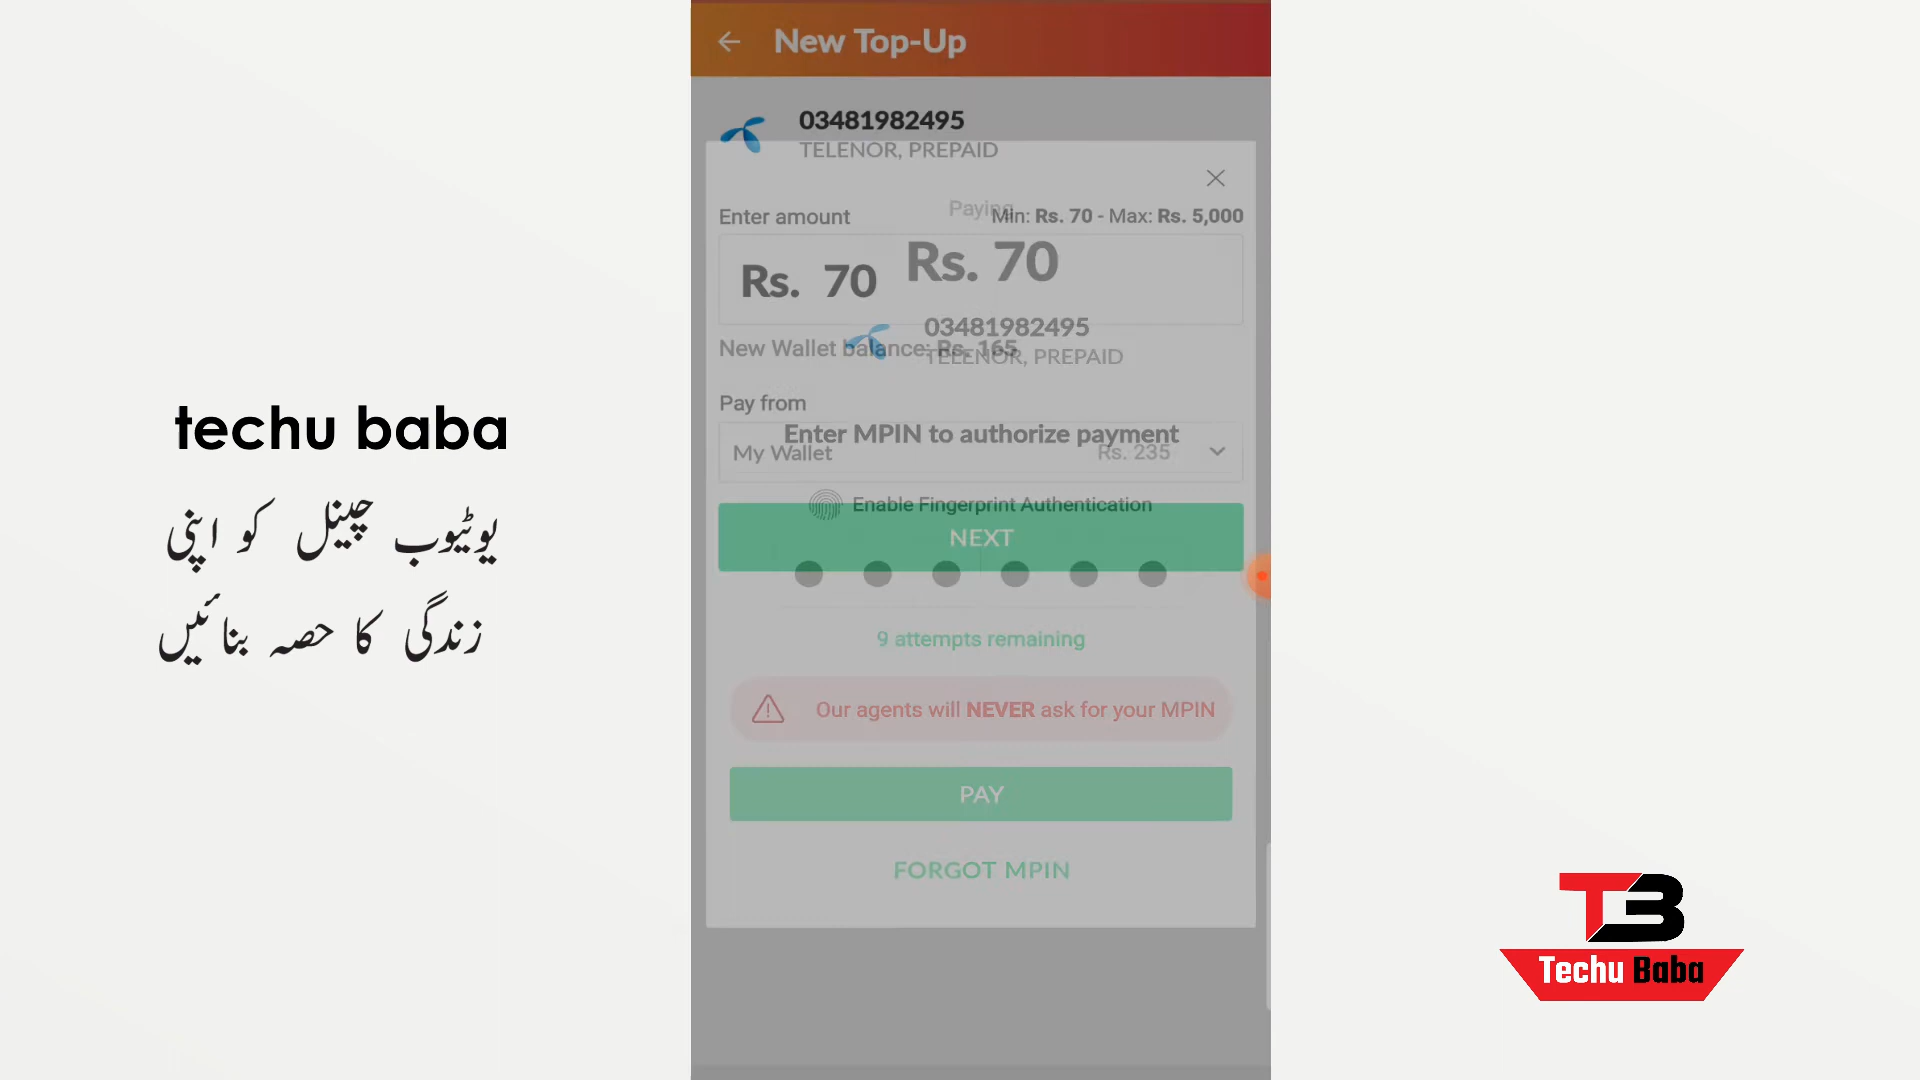 New Top-Up
03481982495
TELENOR, PREPAID
Paying
Enter amount
Min: Rs. 70 - Max: Rs. 5,000
Rs. 70
Rs. 70
03481982495
TELENOR, PREPAID
New Wallet balance: Rs. 165
Pay from
Enter MPIN to authorize payment
My Wallet
Rs. 235
Enable Fingerprint Authentication
NEXT
9 attempts remaining
Our agents will NEVER ask for your MPIN
PAY
FORGOT MPIN
techu baba
یوٹیوب چینل کو اپنی
زندگی کا حصہ بنائیں
TB
Techu Baba